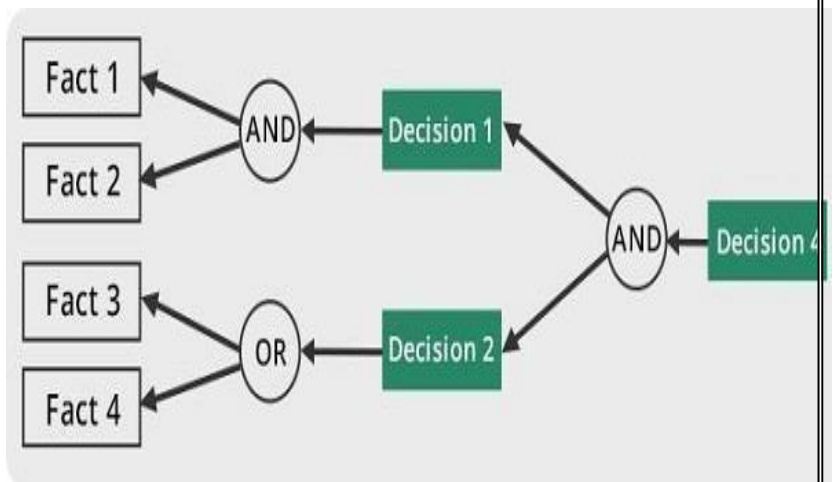 Fact 1
Fact 2
Fact 3
Fact 4
AND
OR
Decision 1
Decision 2
AND
Decision 4